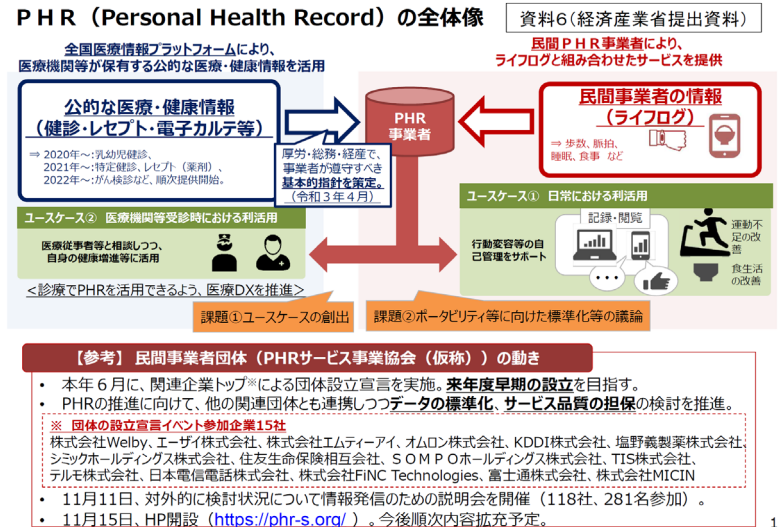 ＰＨＲ（Personal Health Record）の全体像
資料６（経済産業省提出資料）
全国医療情報プラットフォームにより、
医療機関等が保有する公的な医療・健康情報を活用
民間ＰＨＲ事業者により、
ライフログと組み合わせたサービスを提供
公的な医療・健康情報
（健診・レセプト・電子カルテ等）
⇒ 2020年～:乳幼児健診、
2021年～:特定健診、レセプト（薬剤）、
2022年～:がん検診など、順次提供開始。
PHR
事業者
民間事業者の情報
（ライフログ）
⇒ 歩数、脈拍、
睡眠、食事 など
厚労・総務・経産で、
事業者が遵守すべき
基本的指針を策定。
（令和３年４月）
ユースケース② 医療機関等受診時における利活用
医療従事者等と相談しつつ、
自身の健康増進等に活用
＜診療でPHRを活用できるよう、医療DXを推進＞
ユースケース① 日常における利活用
行動変容等の自
己管理をサポート
記録・閲覧
運動不
足の改
善
食生活
の改善
課題①ユースケースの創出
課題②ポータビリティ等に向けた標準化等の議論
【参考】 民間事業者団体（PHRサービス事業協会（仮称））の動き
• 本年６月に、関連企業トップ※による団体設立宣言を実施。来年度早期の設立を目指す。
• PHRの推進に向けて、他の関連団体とも連携しつつデータの標準化、サービス品質の担保の検討を推進。
※ 団体の設立宣言イベント参加企業15社
株式会社Welby、エーザイ株式会社、株式会社エムティーアイ、オムロン株式会社、KDDI株式会社、塩野義製薬株式会社、
シミックホールディングス株式会社、住友生命保険相互会社、ＳＯＭＰＯホールディングス株式会社、TIS株式会社、
テルモ株式会社、日本電信電話株式会社、株式会社FiNC Technologies、富士通株式会社、株式会社MICIN
• 11月11日、対外的に検討状況について情報発信のための説明会を開催（118社、281名参加）。
• 11月15日、HP開設（https://phr-s.org/ ）。今後順次内容拡充予定。
1